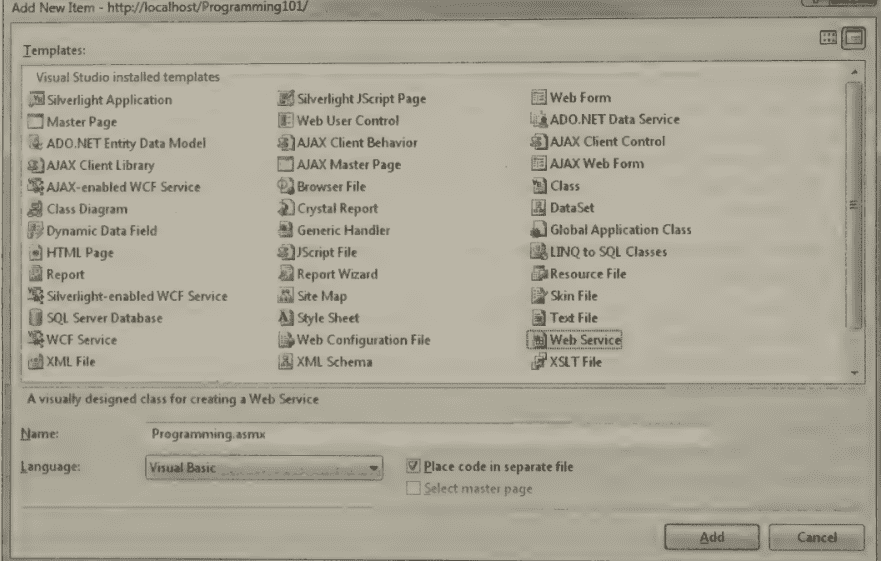 Add New Item - http://localhost/Programming101/
Templates:
Visual Studio installed templates
Silverlight Application Silverlight JScript Page Web Form
Master Page Web User Control ADO.NET Data Service
ADO.NET Entity Data Model AJAX Client Behavior AJAX Client Control
AJAX Client Library AJAX Master Page AJAX Web Form
AJAX-enabled WCF Service Browser File Class
Class Diagram Crystal Report DataSet
Dynamic Data Field Generic Handler Global Application Class
HTML Page JScript File LINQ to SQL Classes
Report Report Wizard Resource File
Silverlight-enabled WCF Service Site Map Skin File
SQL Server Database Style Sheet Text File
WCF Service Web Configuration File Web Service
XML File XML Schema XSLT File
A visually designed class for creating a Web Service
Name: Programming.asmx
Language: Visual Basic Place code in separate file
Select master page
Add Cancel